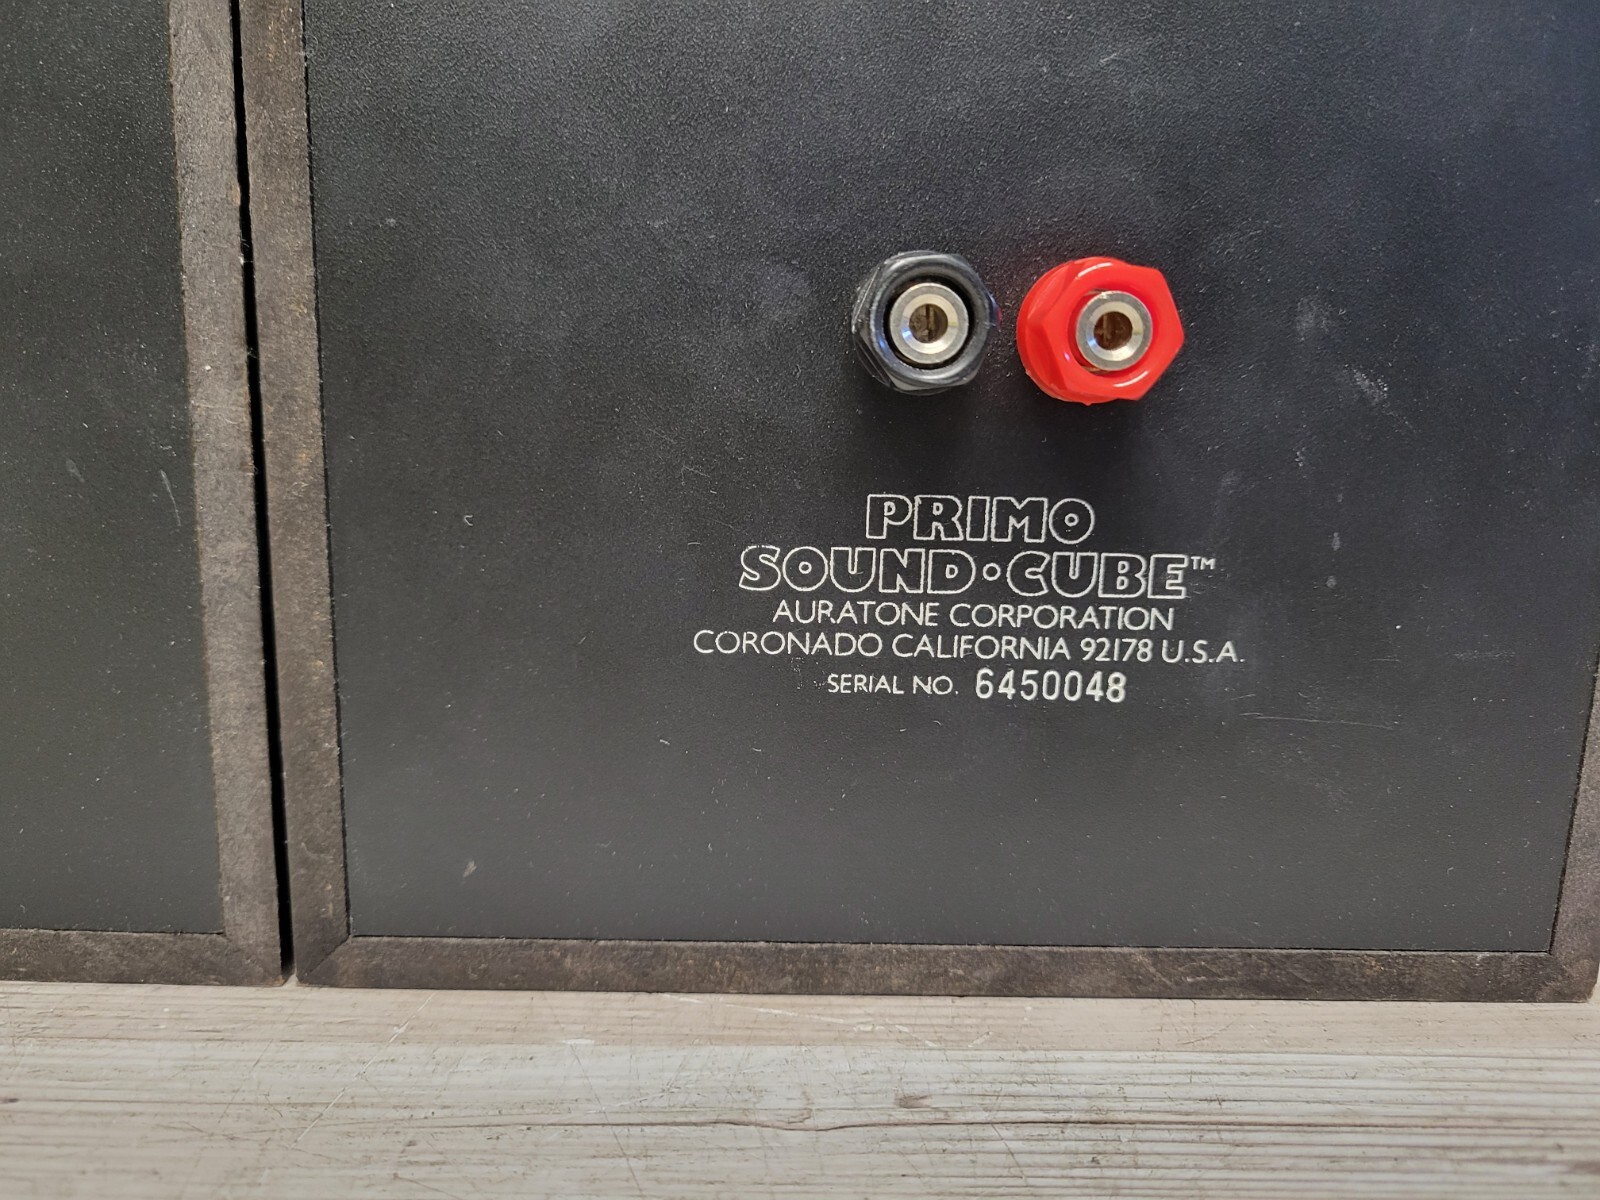 PRIMO
SOUND•CUBE™
AURATONE CORPORATION
CORONADO CALIFORNIA 92178 U.S.A.
SERIAL NO. 6450048